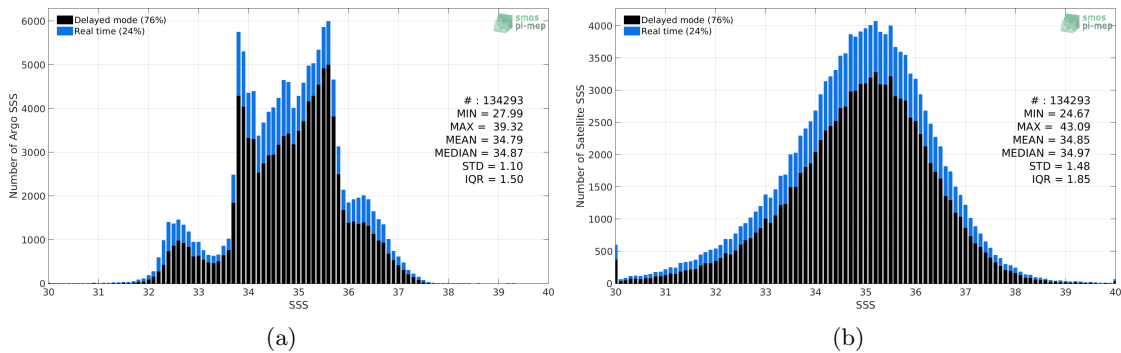 Delayed mode (76%)
Real time (24%)
smos
pi-mep
6000
5000
4000
3000
2000
1000
0
Number of Argo SSS
# : 134293
MIN = 27.99
MAX = 39.32
MEAN = 34.79
MEDIAN = 34.87
STD = 1.10
IQR = 1.50
30 31 32 33 34 35 36 37 38 39 40
SSS
(a)
Delayed mode (76%)
Real time (24%)
smos
pi-mep
4000
3500
3000
2500
2000
1500
1000
500
0
Number of Satellite SSS
# : 134293
MIN = 24.67
MAX = 43.09
MEAN = 34.85
MEDIAN = 34.97
STD = 1.48
IQR = 1.85
30 31 32 33 34 35 36 37 38 39 40
SSS
(b)